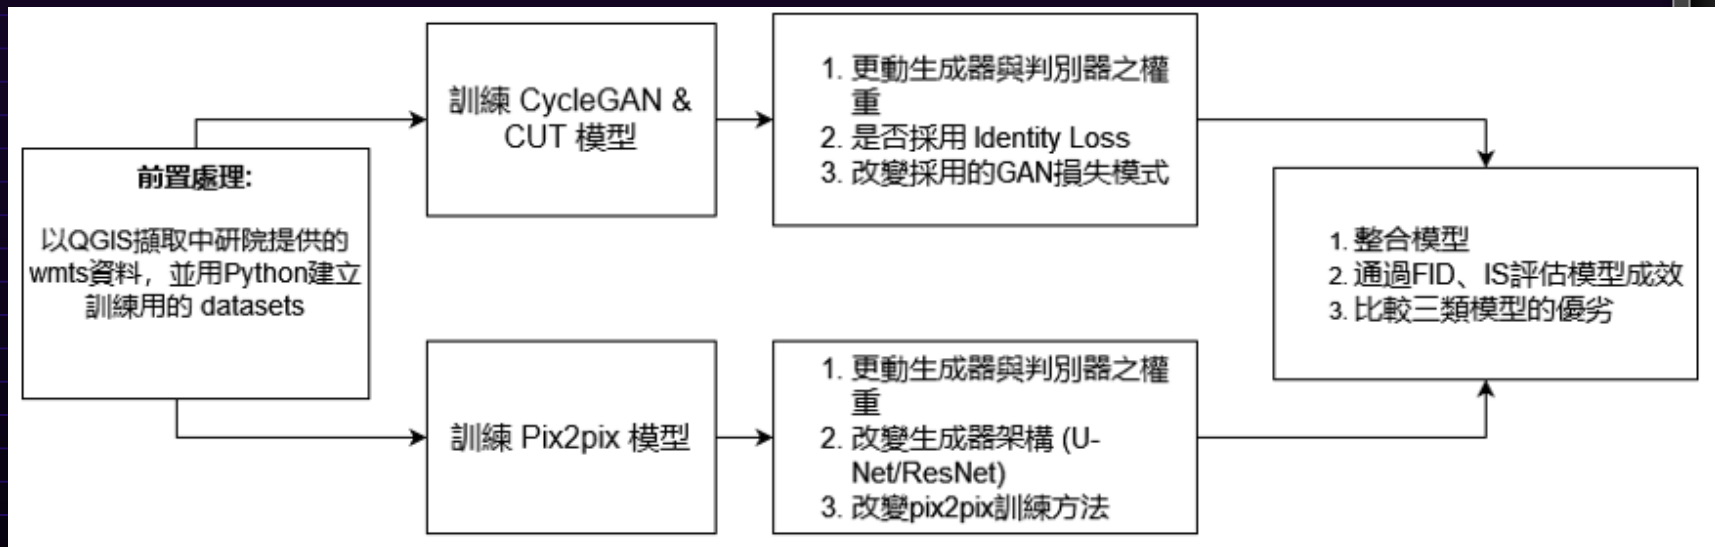 前置處理:
以QGIS擷取中研院提供的
wmts資料，並用Python建立
訓練用的 datasets
訓練 CycleGAN &
CUT 模型
1. 更動生成器與判別器之權
重
2. 是否採用 Identity Loss
3. 改變採用的GAN損失模式
訓練 Pix2pix 模型
1. 更動生成器與判別器之權
重
2. 改變生成器架構 (U-
Net/ResNet)
3. 改變pix2pix訓練方法
1. 整合模型
2. 通過FID、IS評估模型成效
3. 比較三類模型的優劣